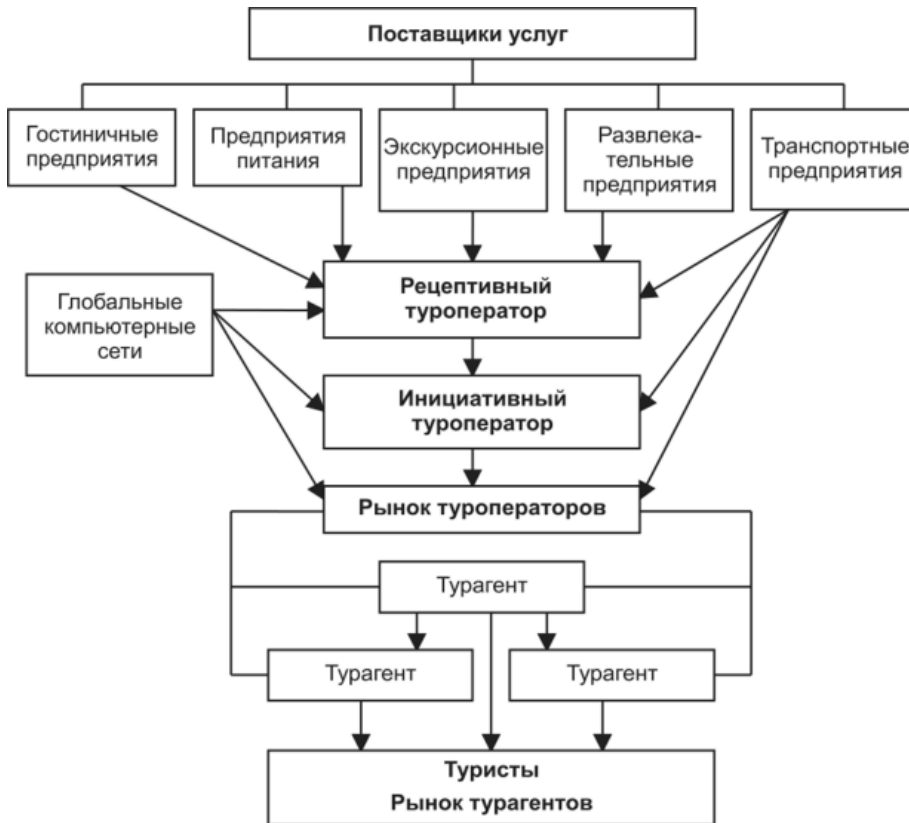 Поставщики услуг
Гостиничные
предприятия
Предприятия
питания
Экскурсионные
предприятия
Развлека-
тельные
предприятия
Транспортные
предприятия
Глобальные
компьютерные
сети
Рецептивный
туроператор
Инициативный
туроператор
Рынок туроператоров
Турагент
Турагент
Турагент
Туристы
Рынок турагентов